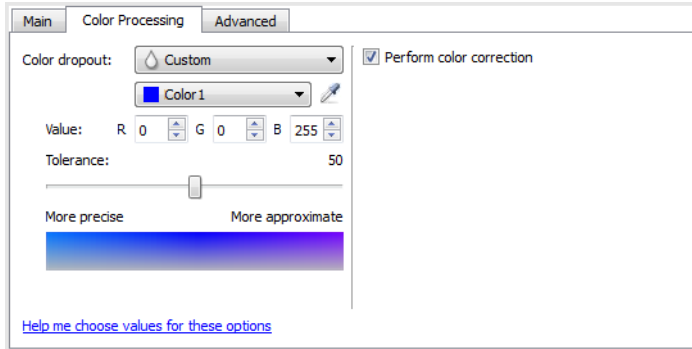 Main Color Processing Advanced
Color dropout: Custom
Perform color correction
Color1
Value: R 0 G 0 B 255
Tolerance: 50
More precise More approximate
Help me choose values for these options